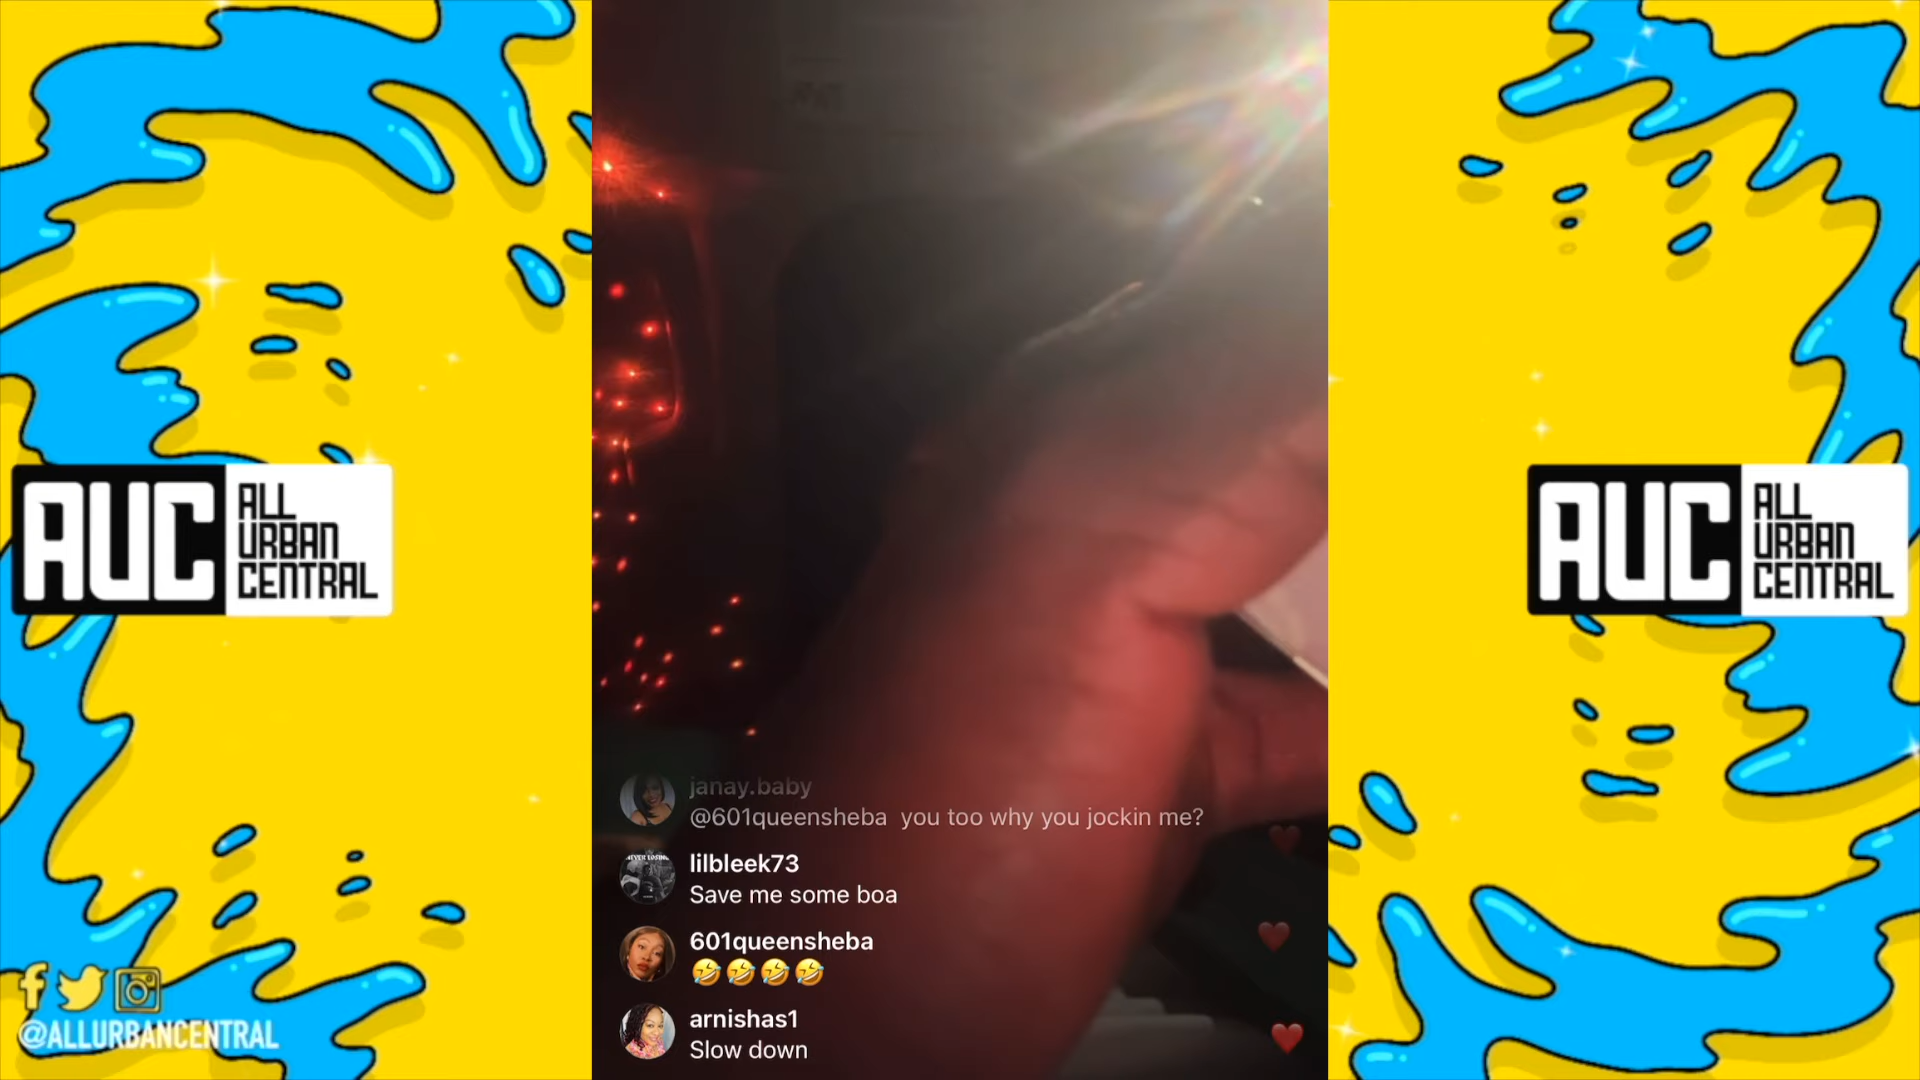 AUC
ALL
URBAN
CENTRAL
AUC
ALL
URBAN
CENTRAL
janay.baby
@601queensheba you too why you jockin me?
lilbleek73
Save me some boa
601queensheba
🤣🤣🤣🤣
arnishas1
Slow down
@ALLURBANCENTRAL